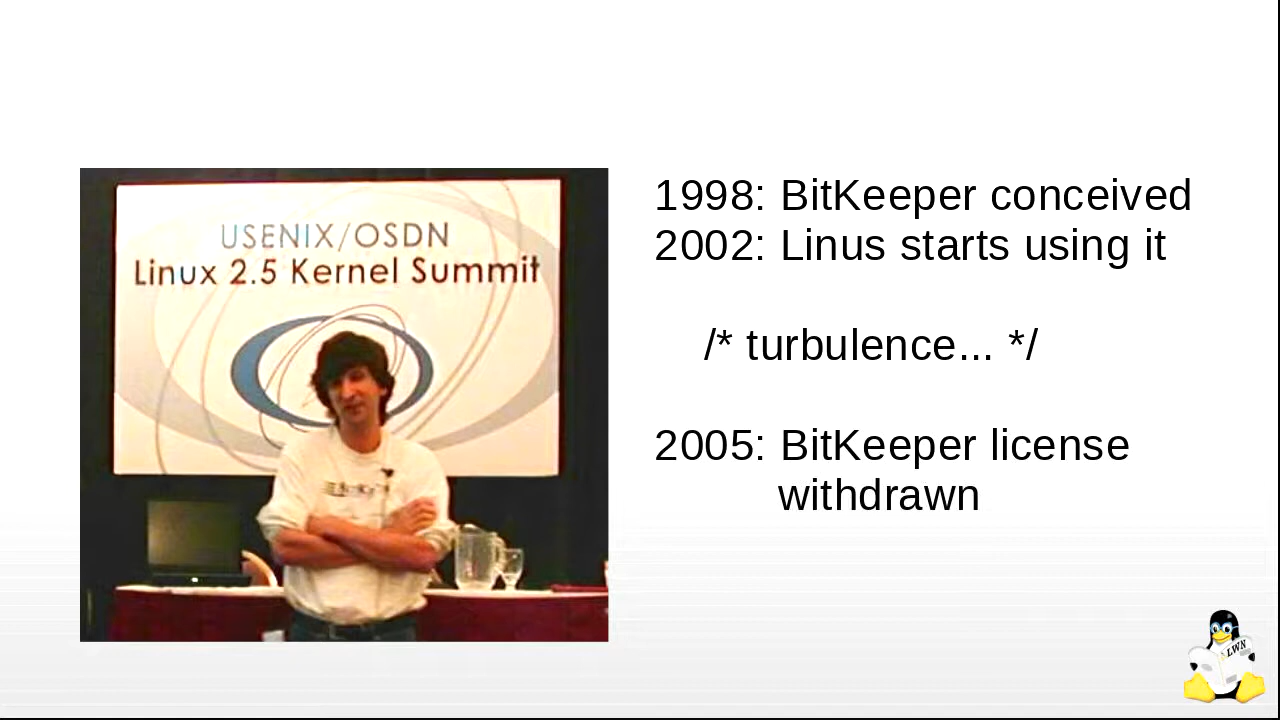 USENIX/OSDN
Linux 2.5 Kernel Summit
1998: BitKeeper conceived
2002: Linus starts using it
/* turbulence... */
2005: BitKeeper license
withdrawn
LWN